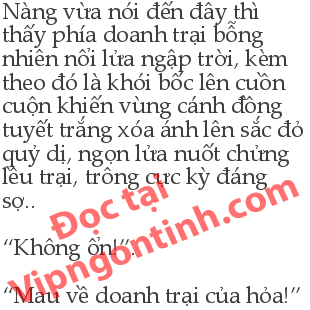 Nàng vừa nói đến đây thì
thấy phía doanh trại bỗng
nhiên nổi lửa ngập trời, kèm
theo đó là khói bốc lên cuồn
cuộn khiến vùng cánh đồng
tuyết trắng xóa ánh lên sắc đỏ
quỷ dị, ngọn lửa nuốt chửng
lều trại, trông cực kỳ đáng
sợ..
Đọc tại
Vipngontinh.com
“Không ổn!”.
“Mau về doanh trại cứu hỏa!”